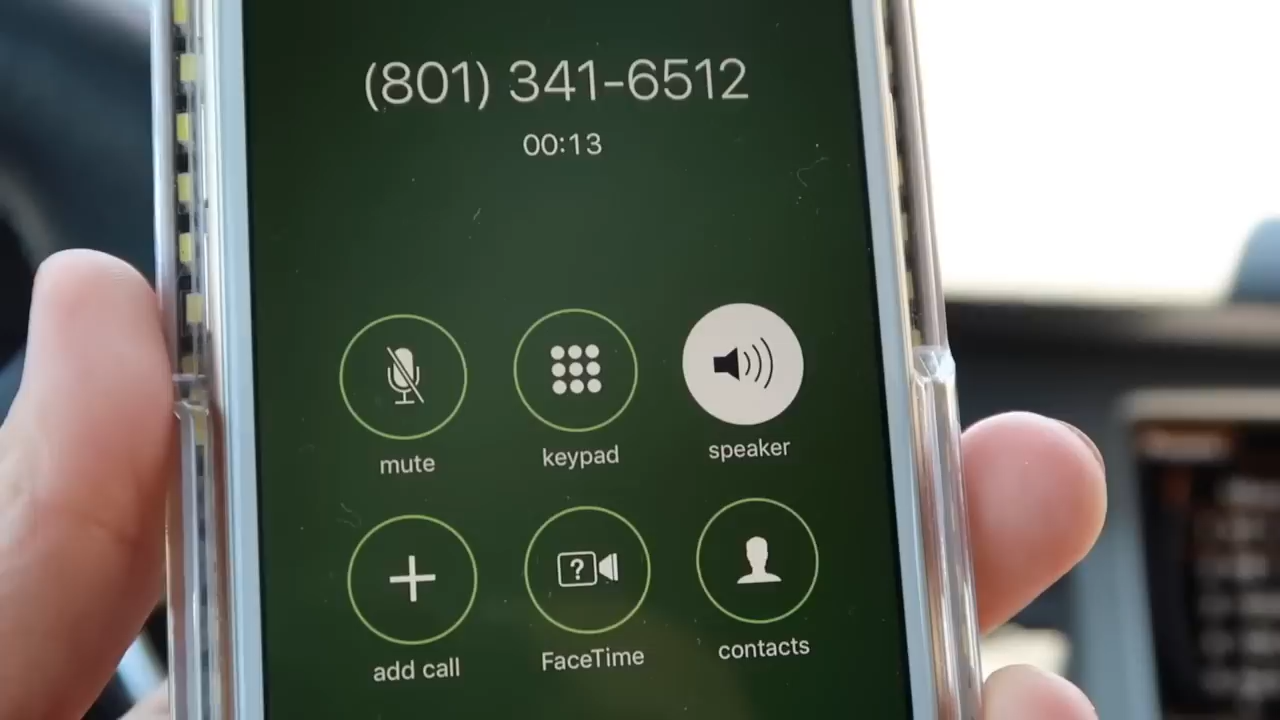 (801) 341-6512
00:13
mute
keypad
speaker
?
add call
FaceTime
contacts